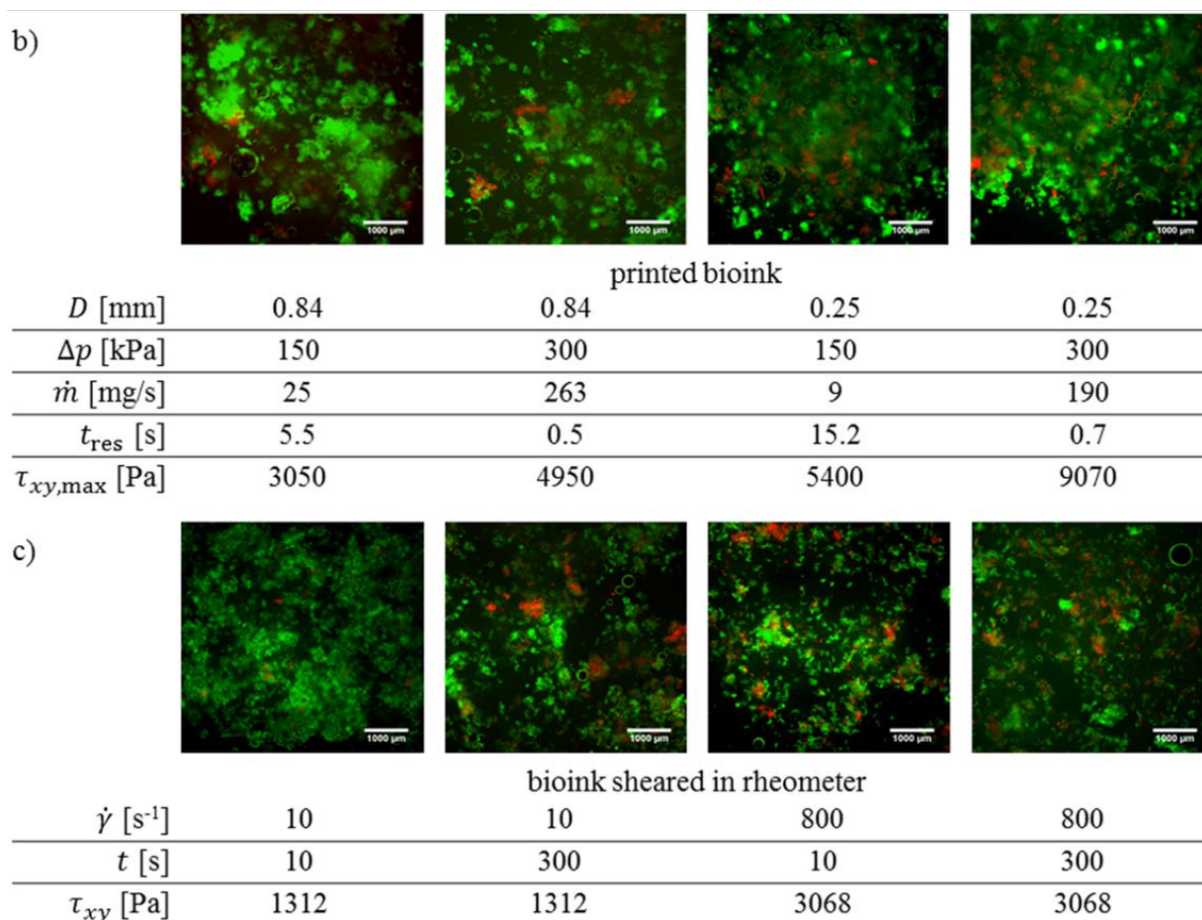 b)
1000 µm 1000 µm 1000 µm 1000 µm
printed bioink
D [mm] 0.84 0.84 0.25 0.25
Δp [kPa] 150 300 150 300
ṁ [mg/s] 25 263 9 190
t_res [s] 5.5 0.5 15.2 0.7
τ_xy,max [Pa] 3050 4950 5400 9070
c)
1000 µm 1000 µm 1000 µm 1000 µm
bioink sheared in rheometer
γ̇ [s⁻¹] 10 10 800 800
t [s] 10 300 10 300
τ_xy [Pa] 1312 1312 3068 3068